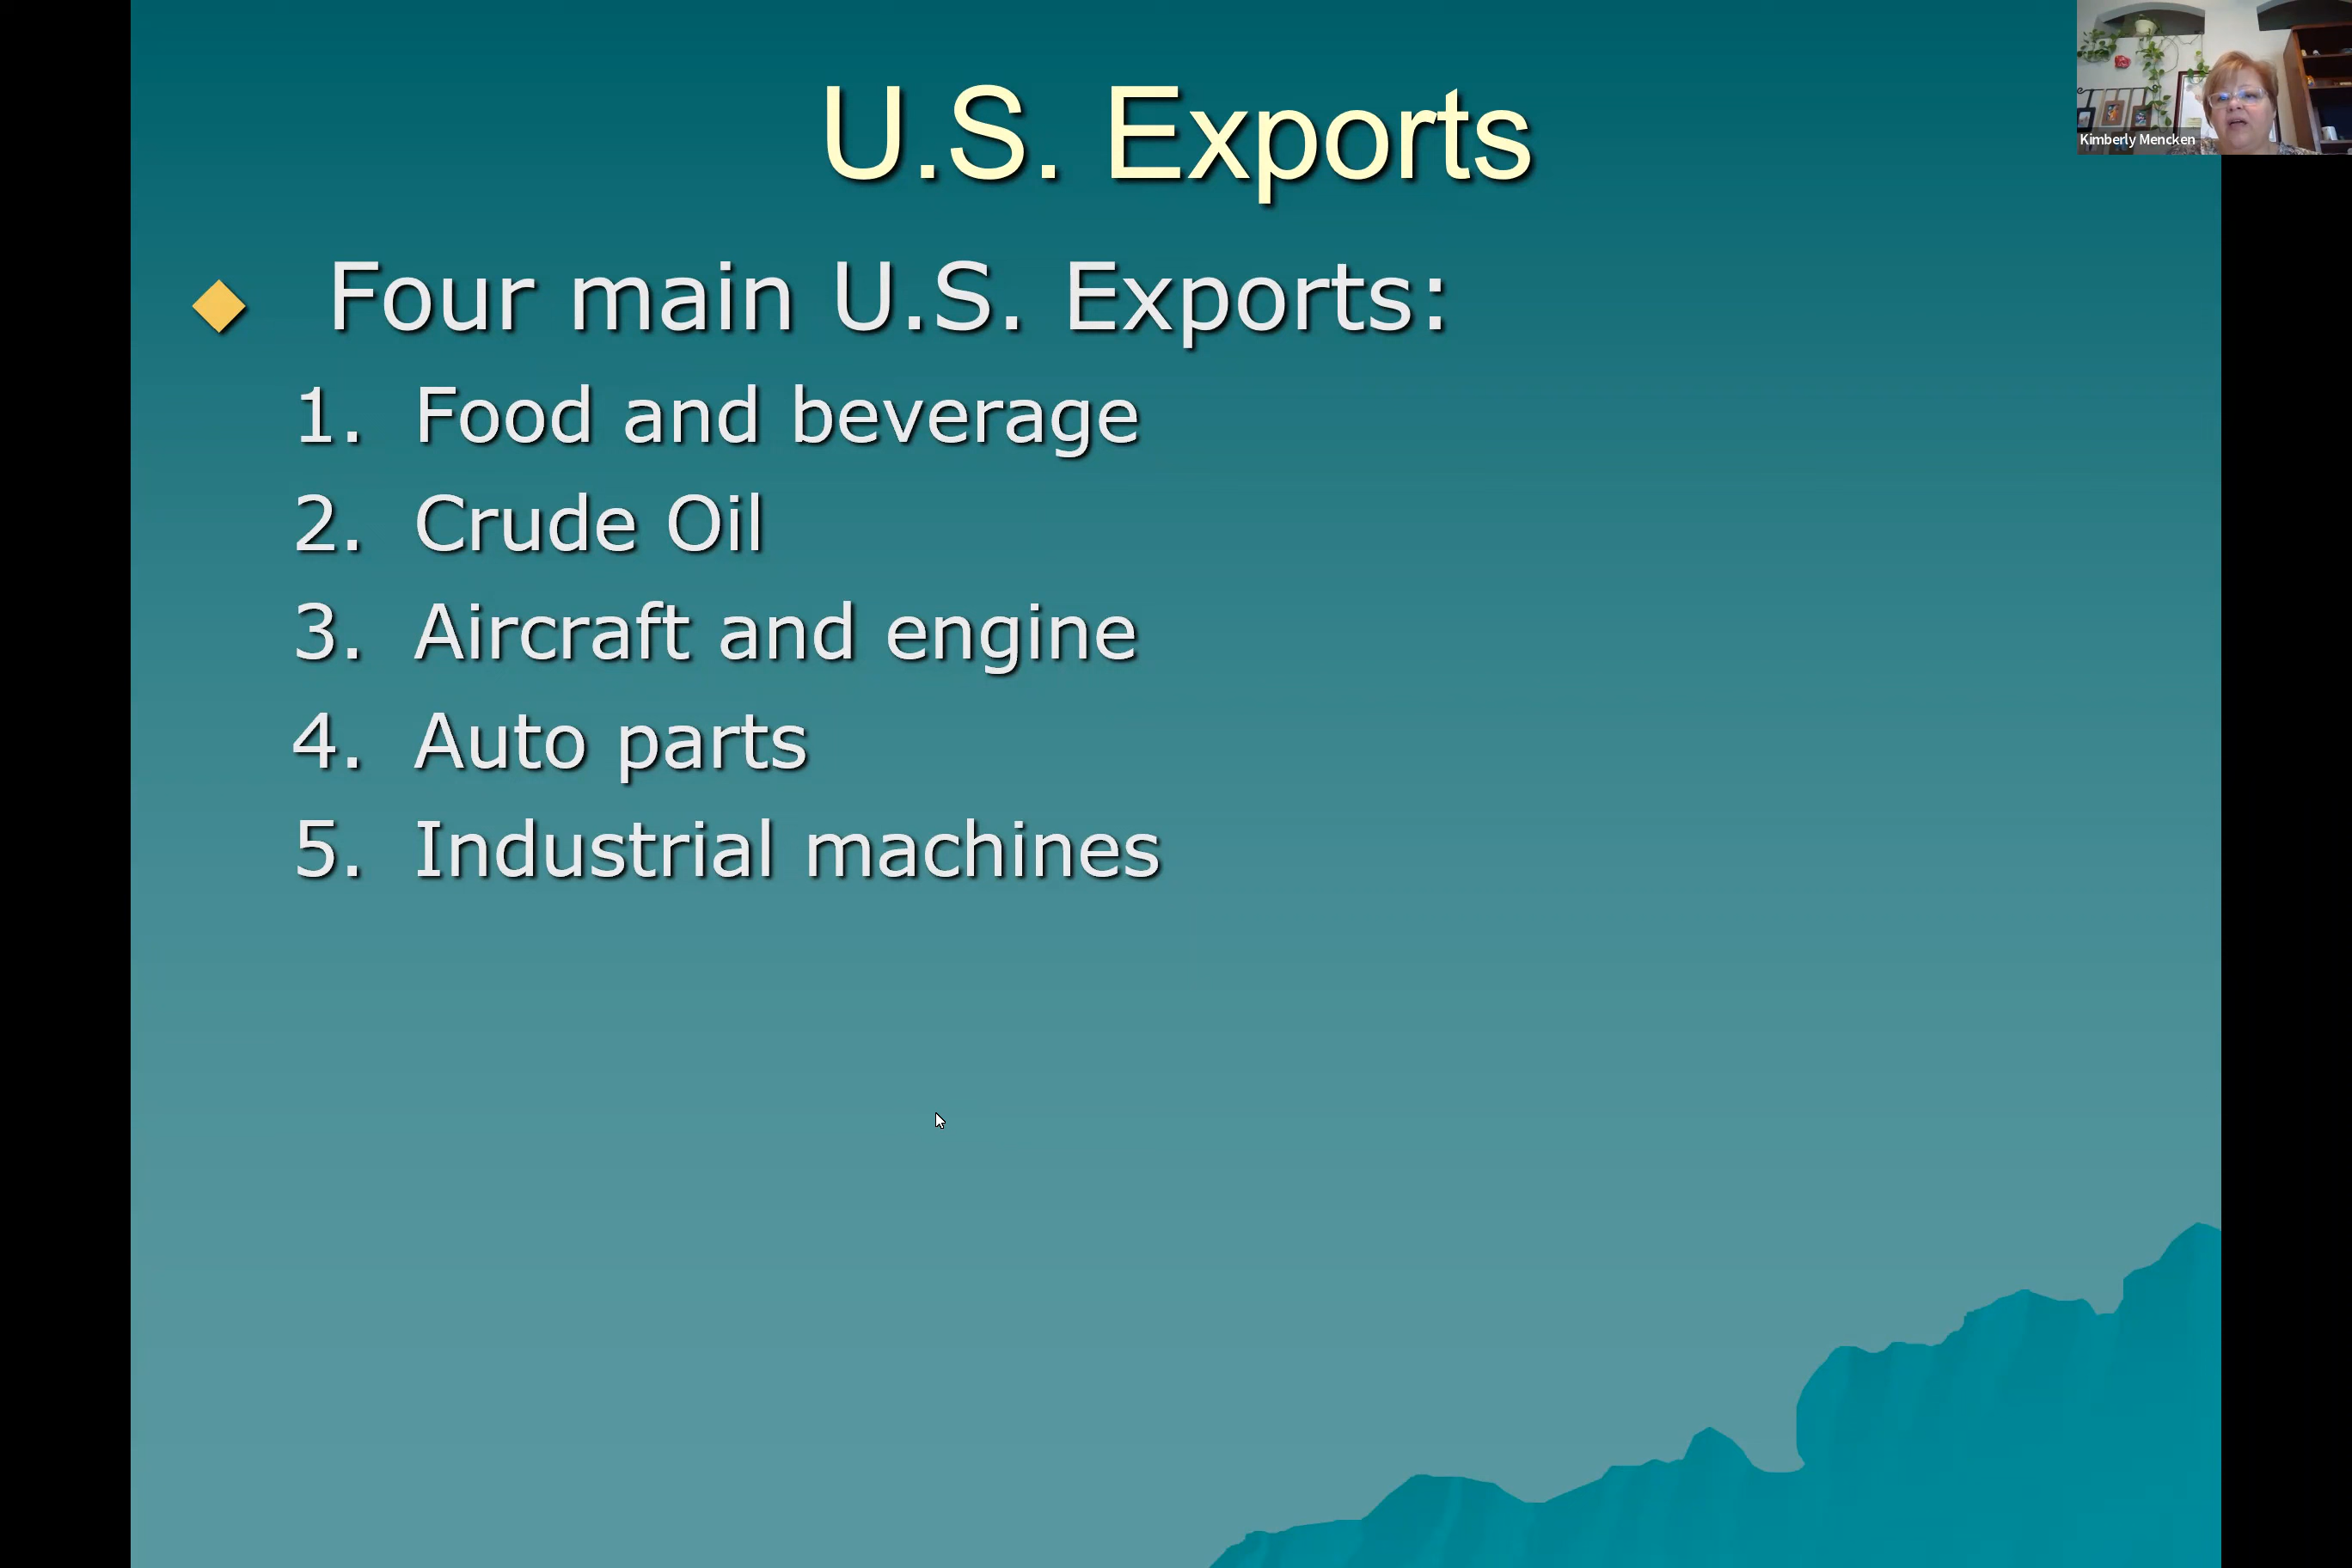 U.S. Exports
Kimberly Mencken
Four main U.S. Exports:
1. Food and beverage
2. Crude Oil
3. Aircraft and engine
4. Auto parts
5. Industrial machines